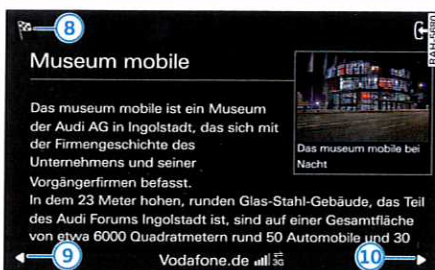 8
RAH-5680
Museum mobile
Das museum mobile ist ein Museum
der Audi AG in Ingolstadt, das sich mit
der Firmengeschichte des
Unternehmens und seiner
Vorgängerfirmen befasst.
Das museum mobile bei
Nacht
In dem 23 Meter hohen, runden Glas-Stahl-Gebäude, das Teil
des Audi Forums Ingolstadt ist, sind auf einer Gesamtfläche
von etwa 6000 Quadratmetern rund 50 Automobile und 30
9
Vodafone.de
3G
10